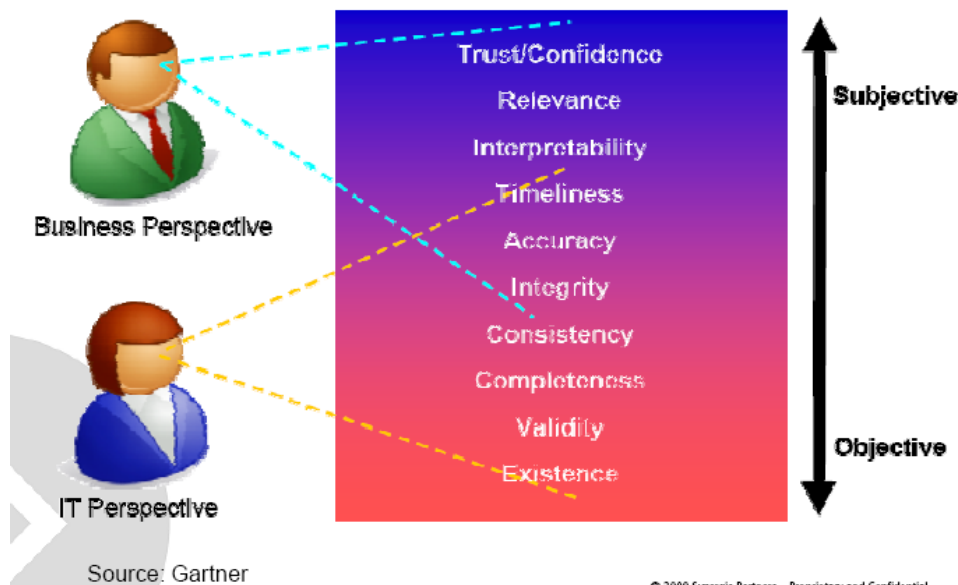 Trust/Confidence
Relevance
Interpretability
Timeliness
Accuracy
Integrity
Consistency
Completeness
Validity
Existence
Subjective
Objective
Business Perspective
IT Perspective
Source: Gartner